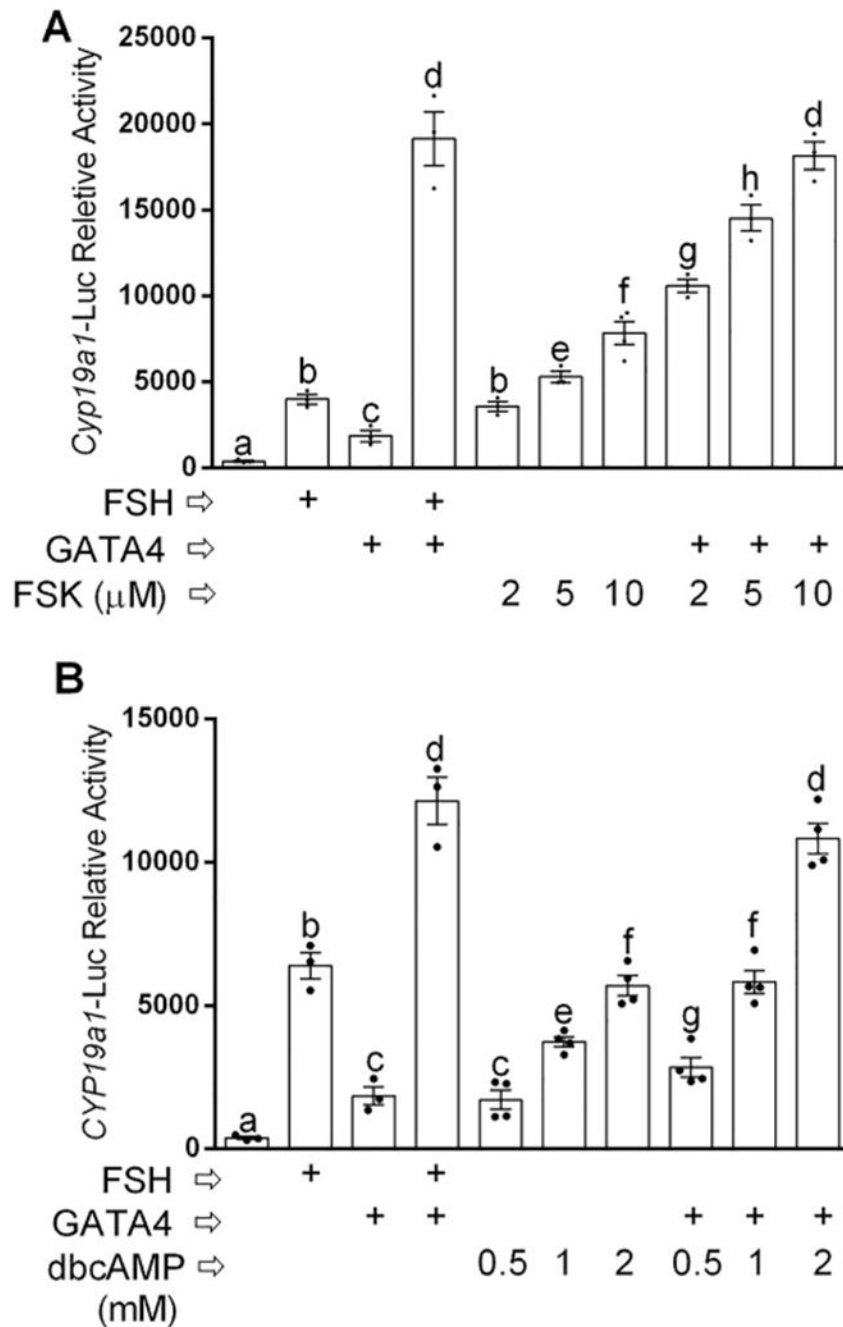 A
Cyp19a1-Luc Reletive Activity
25000
20000
15000
10000
5000
0
a b c d b e f g h d
FSH ⇨ + +
GATA4 ⇨ + + + + +
FSK (μM) ⇨ 2 5 10 2 5 10
B
CYP19a1-Luc Relative Activity
15000
10000
5000
0
a b c d c e f g f d
FSH ⇨ + +
GATA4 ⇨ + + + + +
dbcAMP ⇨ 0.5 1 2 0.5 1 2
(mM)